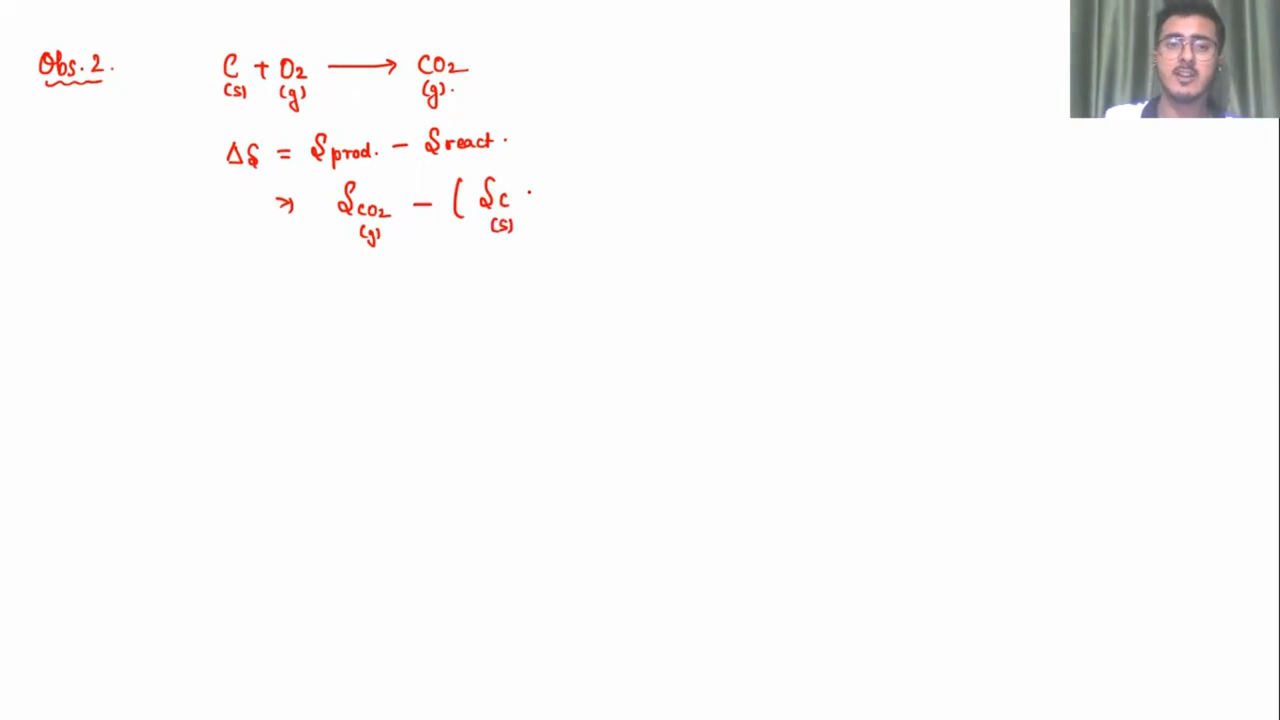 Obs. 2. C + O2 ⟶ CO2
(s) (g) (g).
ΔS = Sprod. − Sreact.
⇒ SCO2 − ( SC
(g) (s)